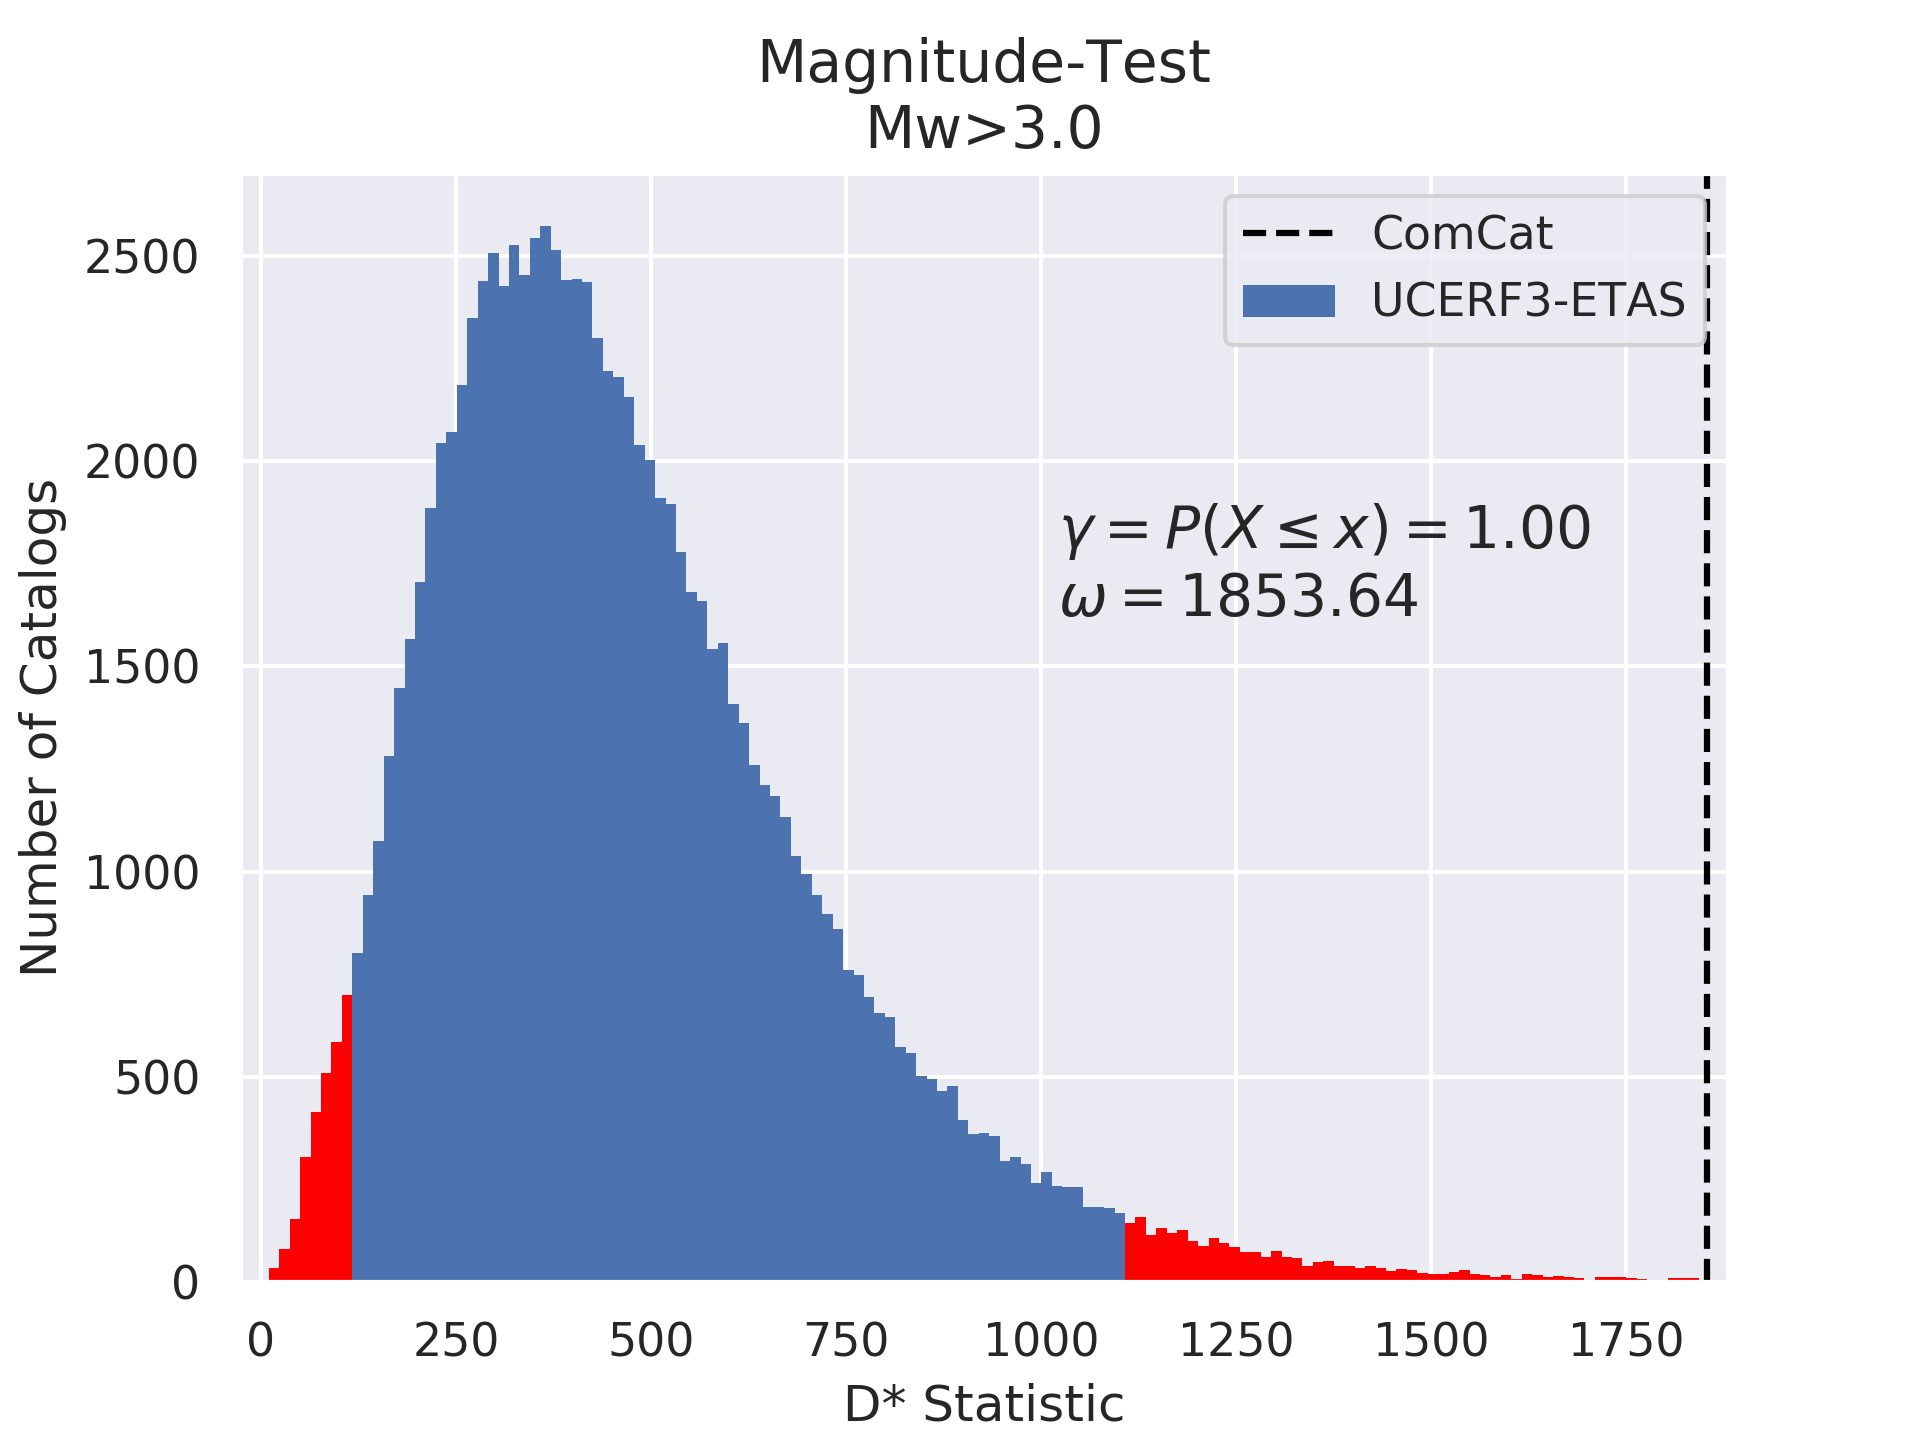 Magnitude-Test
Mw>3.0
ComCat
UCERF3-ETAS
γ = P(X ≤ x) = 1.00
ω = 1853.64
Number of Catalogs
2500
2000
1500
1000
500
0
0 250 500 750 1000 1250 1500 1750
D* Statistic